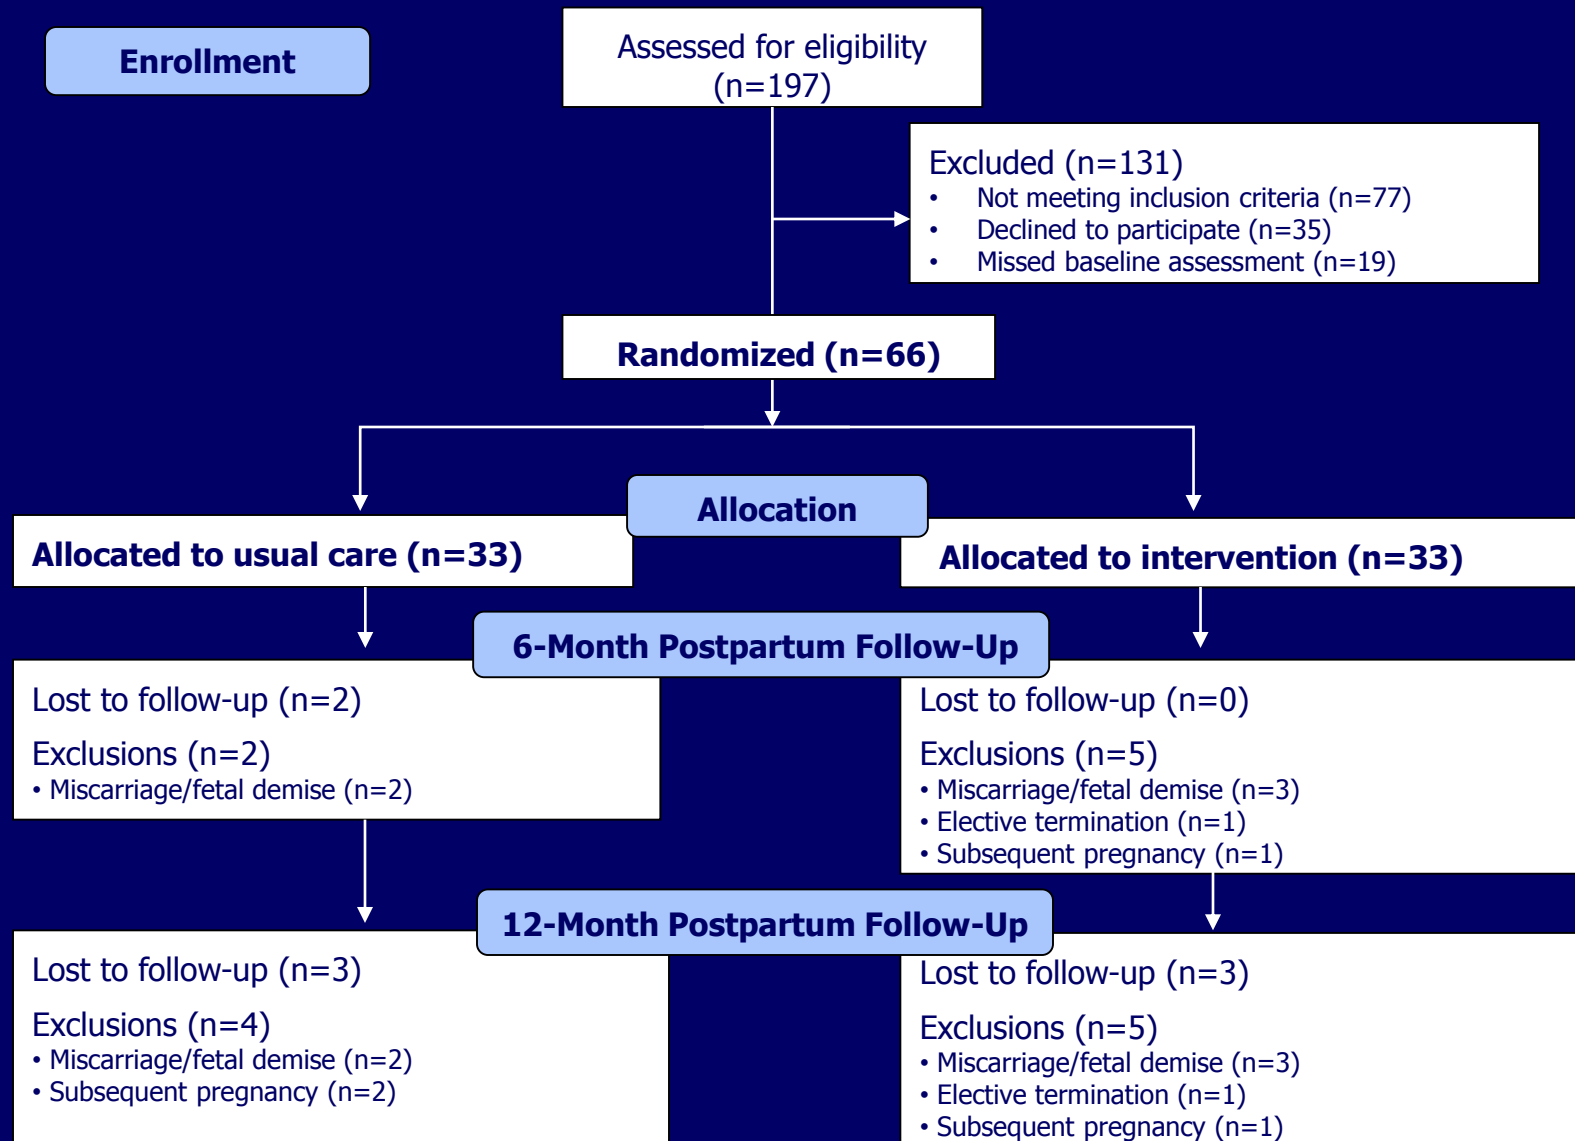 Enrollment
Assessed for eligibility
(n=197)
Excluded (n=131)
• Not meeting inclusion criteria (n=77)
• Declined to participate (n=35)
• Missed baseline assessment (n=19)
Randomized (n=66)
Allocation
Allocated to usual care (n=33)
Allocated to intervention (n=33)
6-Month Postpartum Follow-Up
Lost to follow-up (n=2)
Exclusions (n=2)
• Miscarriage/fetal demise (n=2)
Lost to follow-up (n=0)
Exclusions (n=5)
• Miscarriage/fetal demise (n=3)
• Elective termination (n=1)
• Subsequent pregnancy (n=1)
12-Month Postpartum Follow-Up
Lost to follow-up (n=3)
Exclusions (n=4)
• Miscarriage/fetal demise (n=2)
• Subsequent pregnancy (n=2)
Lost to follow-up (n=3)
Exclusions (n=5)
• Miscarriage/fetal demise (n=3)
• Elective termination (n=1)
• Subsequent pregnancy (n=1)